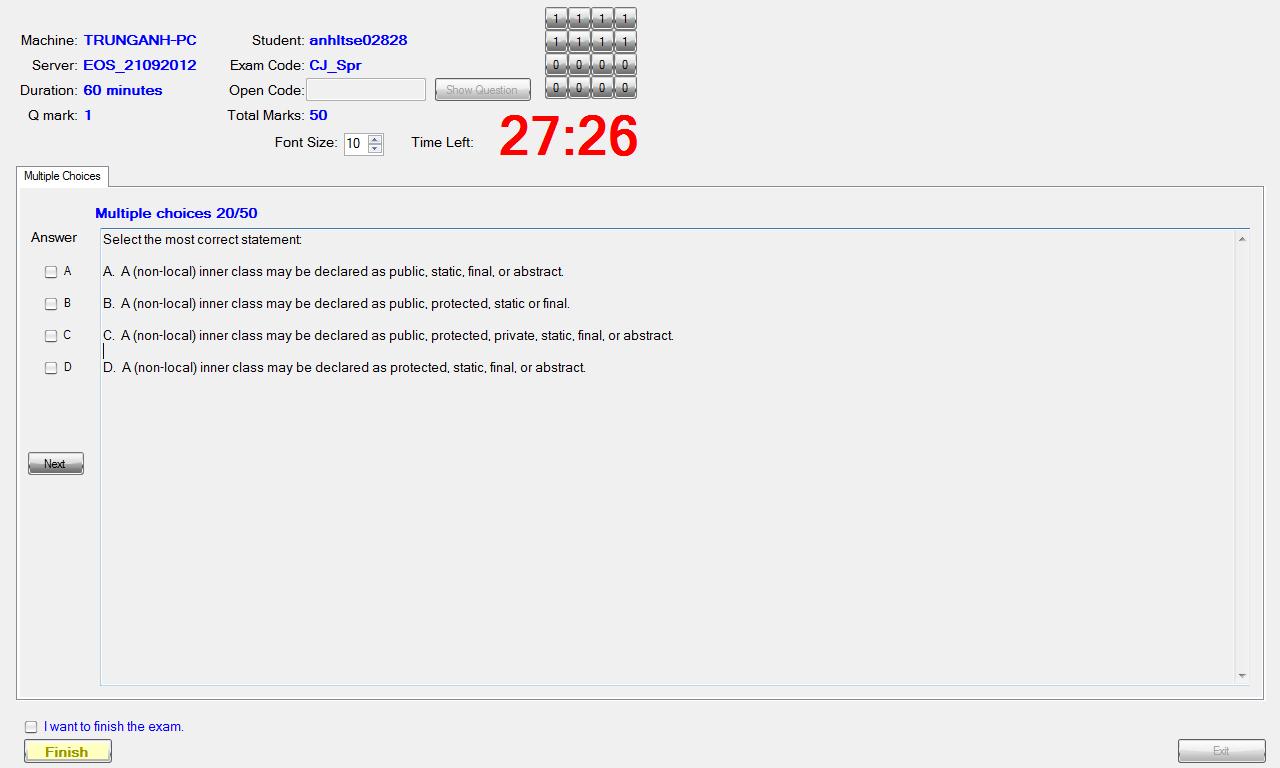 Machine: TRUNGANH-PC Student: anhltse02828
Server: EOS_21092012 Exam Code: CJ_Spr
Duration: 60 minutes Open Code: Show Question
Q mark: 1 Total Marks: 50
1 1 1 1
1 1 1 1
0 0 0 0
0 0 0 0
Font Size: 10 Time Left: 27:26
Multiple Choices
Multiple choices 20/50
Answer
Select the most correct statement:
A A. A (non-local) inner class may be declared as public, static, final, or abstract.
B B. A (non-local) inner class may be declared as public, protected, static or final.
C C. A (non-local) inner class may be declared as public, protected, private, static, final, or abstract.
D D. A (non-local) inner class may be declared as protected, static, final, or abstract.
Next
I want to finish the exam.
Finish Exit